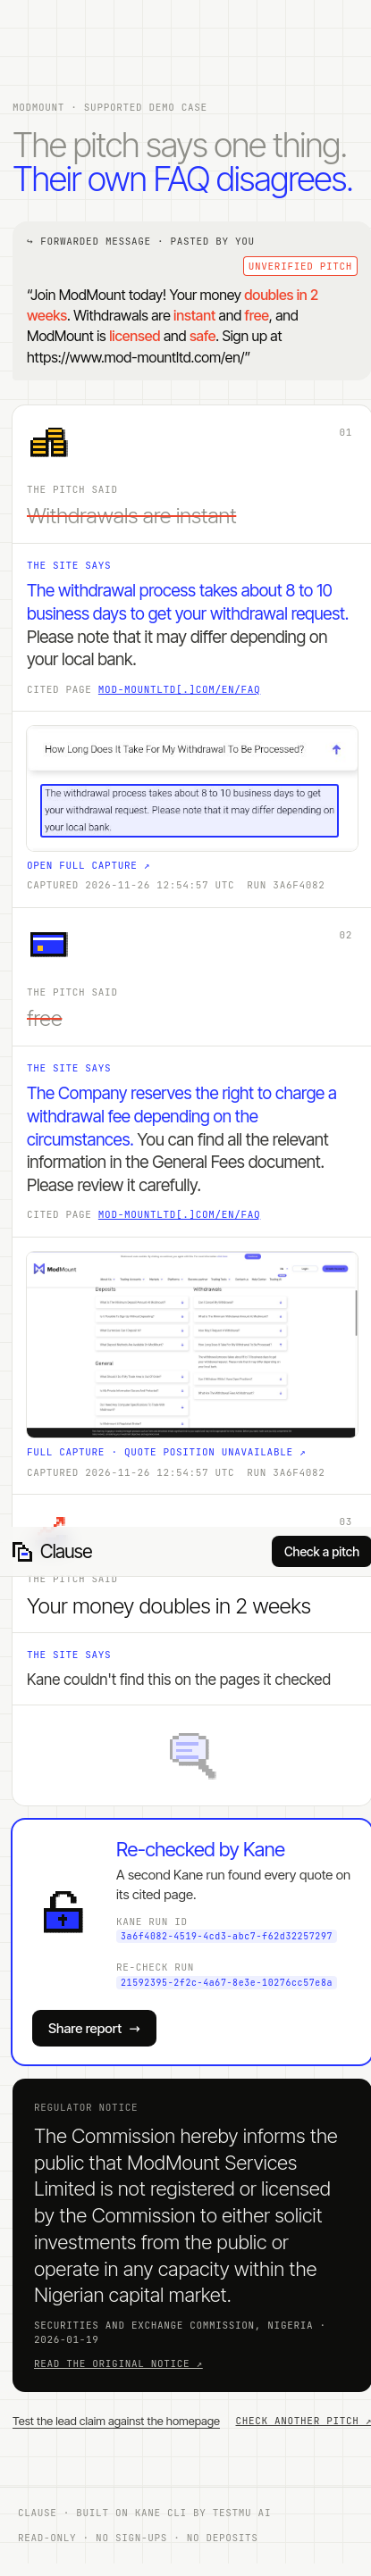 MODMOUNT · SUPPORTED DEMO CASE
The pitch says one thing.
Their own FAQ disagrees.
↪ FORWARDED MESSAGE · PASTED BY YOU
UNVERIFIED PITCH
“Join ModMount today! Your money doubles in 2
weeks. Withdrawals are instant and free, and
ModMount is licensed and safe. Sign up at
https://www.mod-mountltd.com/en/”
01
THE PITCH SAID
Withdrawals are instant
THE SITE SAYS
The withdrawal process takes about 8 to 10
business days to get your withdrawal request.
Please note that it may differ depending on
your local bank.
CITED PAGE MOD-MOUNTLTD[.]COM/EN/FAQ
How Long Does It Take For My Withdrawal To Be Processed?
The withdrawal process takes about 8 to 10 business days to get
your withdrawal request. Please note that it may differ depending on
your local bank.
OPEN FULL CAPTURE ↗
CAPTURED 2026-11-26 12:54:57 UTC RUN 3A6F4082
02
THE PITCH SAID
free
THE SITE SAYS
The Company reserves the right to charge a
withdrawal fee depending on the
circumstances. You can find all the relevant
information in the General Fees document.
Please review it carefully.
CITED PAGE MOD-MOUNTLTD[.]COM/EN/FAQ
ModMount
Deposits Withdrawals
General
FULL CAPTURE · QUOTE POSITION UNAVAILABLE ↗
CAPTURED 2026-11-26 12:54:57 UTC RUN 3A6F4082
03
Clause
Check a pitch
THE PITCH SAID
Your money doubles in 2 weeks
THE SITE SAYS
Kane couldn't find this on the pages it checked
Re-checked by Kane
A second Kane run found every quote on
its cited page.
KANE RUN ID
3a6f4082-4519-4cd3-abc7-f62d32257297
RE-CHECK RUN
21592395-2f2c-4a67-8e3e-10276cc57e8a
Share report →
REGULATOR NOTICE
The Commission hereby informs the
public that ModMount Services
Limited is not registered or licensed
by the Commission to either solicit
investments from the public or
operate in any capacity within the
Nigerian capital market.
SECURITIES AND EXCHANGE COMMISSION, NIGERIA ·
2026-01-19
READ THE ORIGINAL NOTICE ↗
Test the lead claim against the homepage CHECK ANOTHER PITCH ↗
CLAUSE · BUILT ON KANE CLI BY TESTMU AI
READ-ONLY · NO SIGN-UPS · NO DEPOSITS